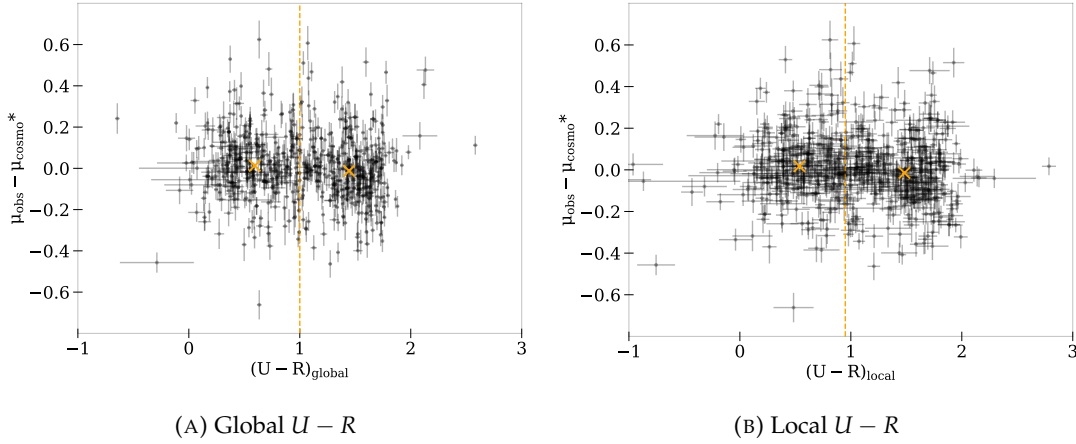 0.6
0.4
0.2
0.0
−0.2
−0.4
−0.6
μobs − μcosmo*
−1 0 1 2 3
(U − R)global
(A) Global U − R
0.6
0.4
0.2
0.0
−0.2
−0.4
−0.6
μobs − μcosmo*
−1 0 1 2 3
(U − R)local
(B) Local U − R